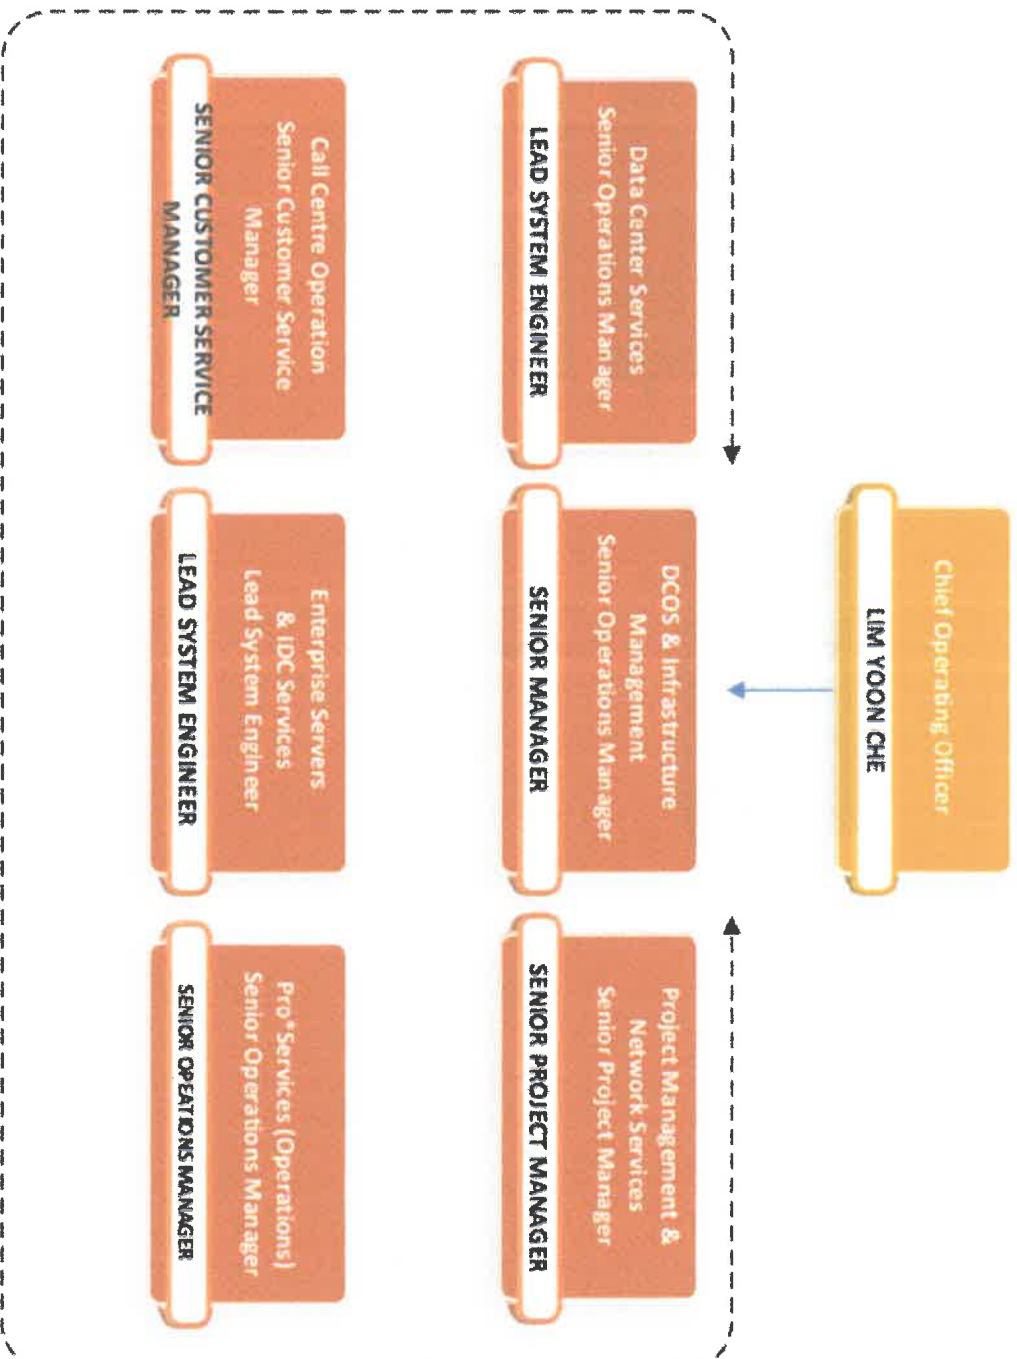 Chief Operating Officer
LIM YOON CHE
Data Center Services
Senior Operations Manager
LEAD SYSTEM ENGINEER
DCOS & Infrastructure
Management
Senior Operations Manager
SENIOR MANAGER
Project Management &
Network Services
Senior Project Manager
SENIOR PROJECT MANAGER
Call Centre Operation
Senior Customer Service
Manager
SENIOR CUSTOMER SERVICE
MANAGER
Enterprise Servers
& IDC Services
Lead System Engineer
LEAD SYSTEM ENGINEER
Pro*Services (Operations)
Senior Operations Manager
SENIOR OPEATIONS MANAGER